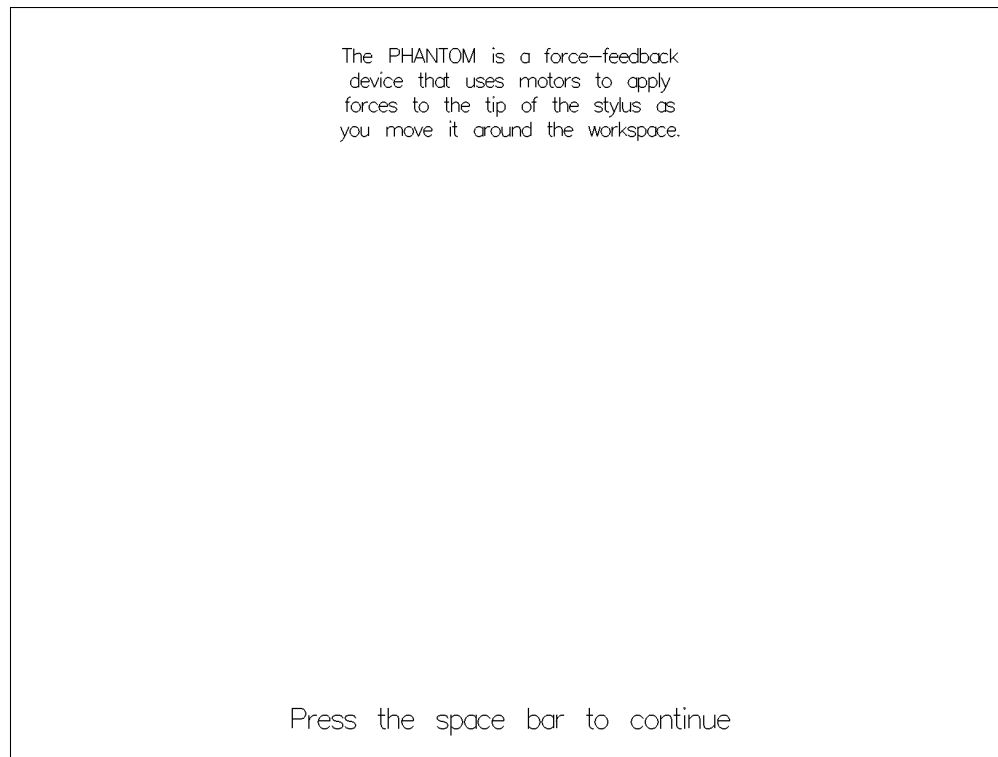 The PHANTOM is a force-feedback
device that uses motors to apply
forces to the tip of the stylus as
you move it around the workspace.
Press the space bar to continue